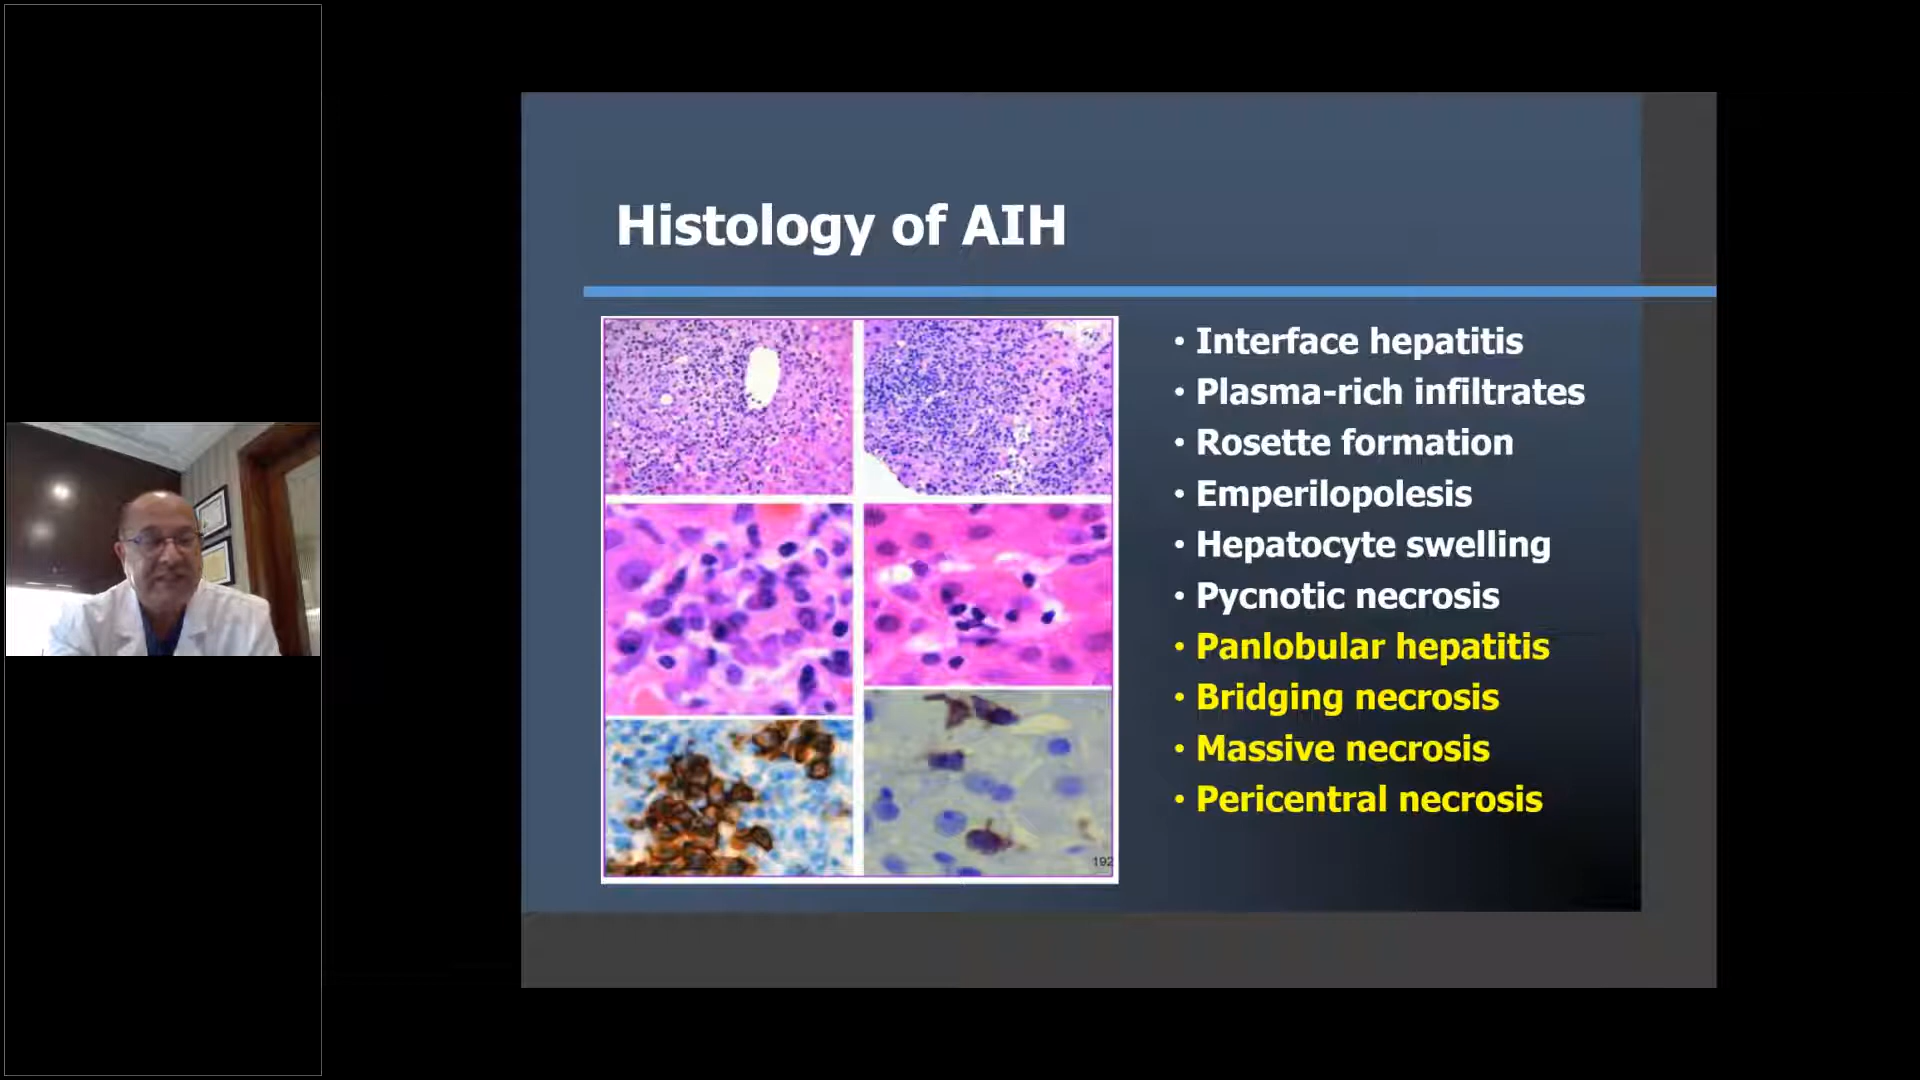 Histology of AIH
• Interface hepatitis
• Plasma-rich infiltrates
• Rosette formation
• Emperilopolesis
• Hepatocyte swelling
• Pycnotic necrosis
• Panlobular hepatitis
• Bridging necrosis
• Massive necrosis
• Pericentral necrosis
192